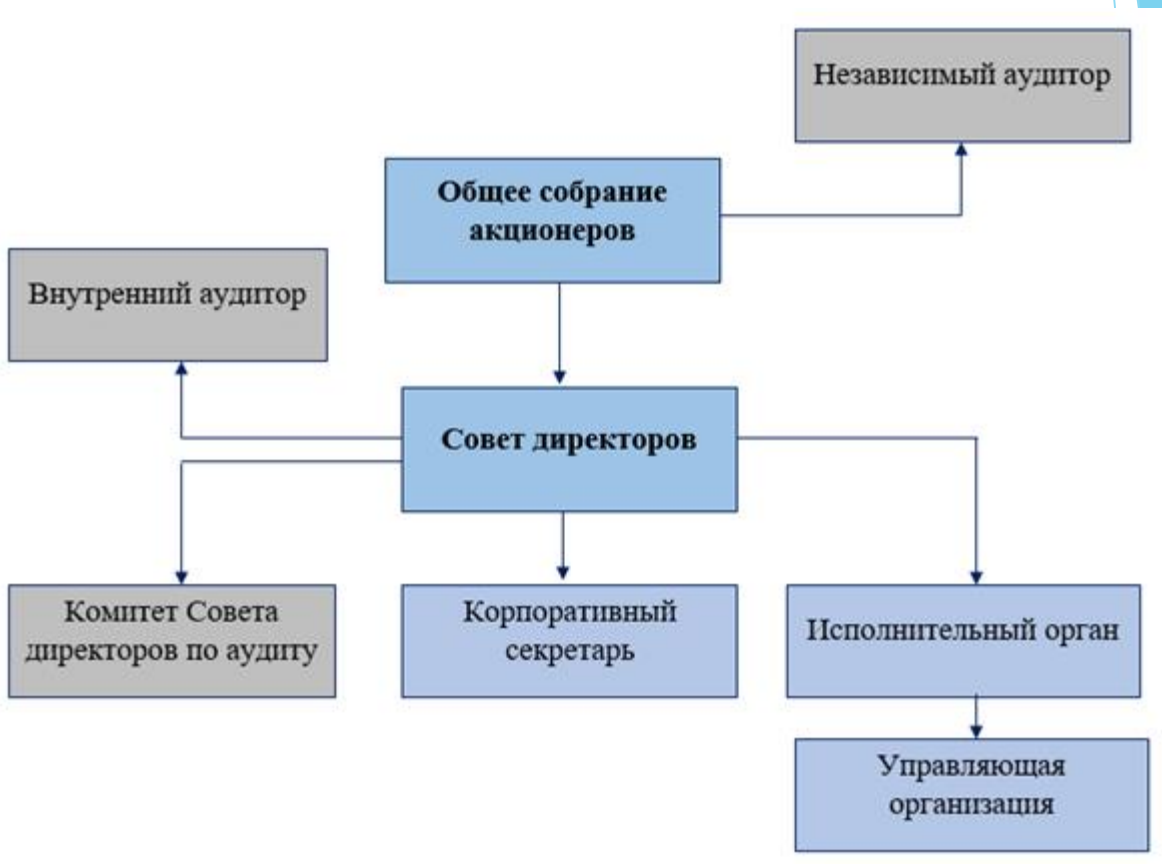 Независимый аудитор
Общее собрание
акционеров
Внутренний аудитор
Совет директоров
Комитет Совета
директоров по аудиту
Корпоративный
секретарь
Исполнительный орган
Управляющая
организация